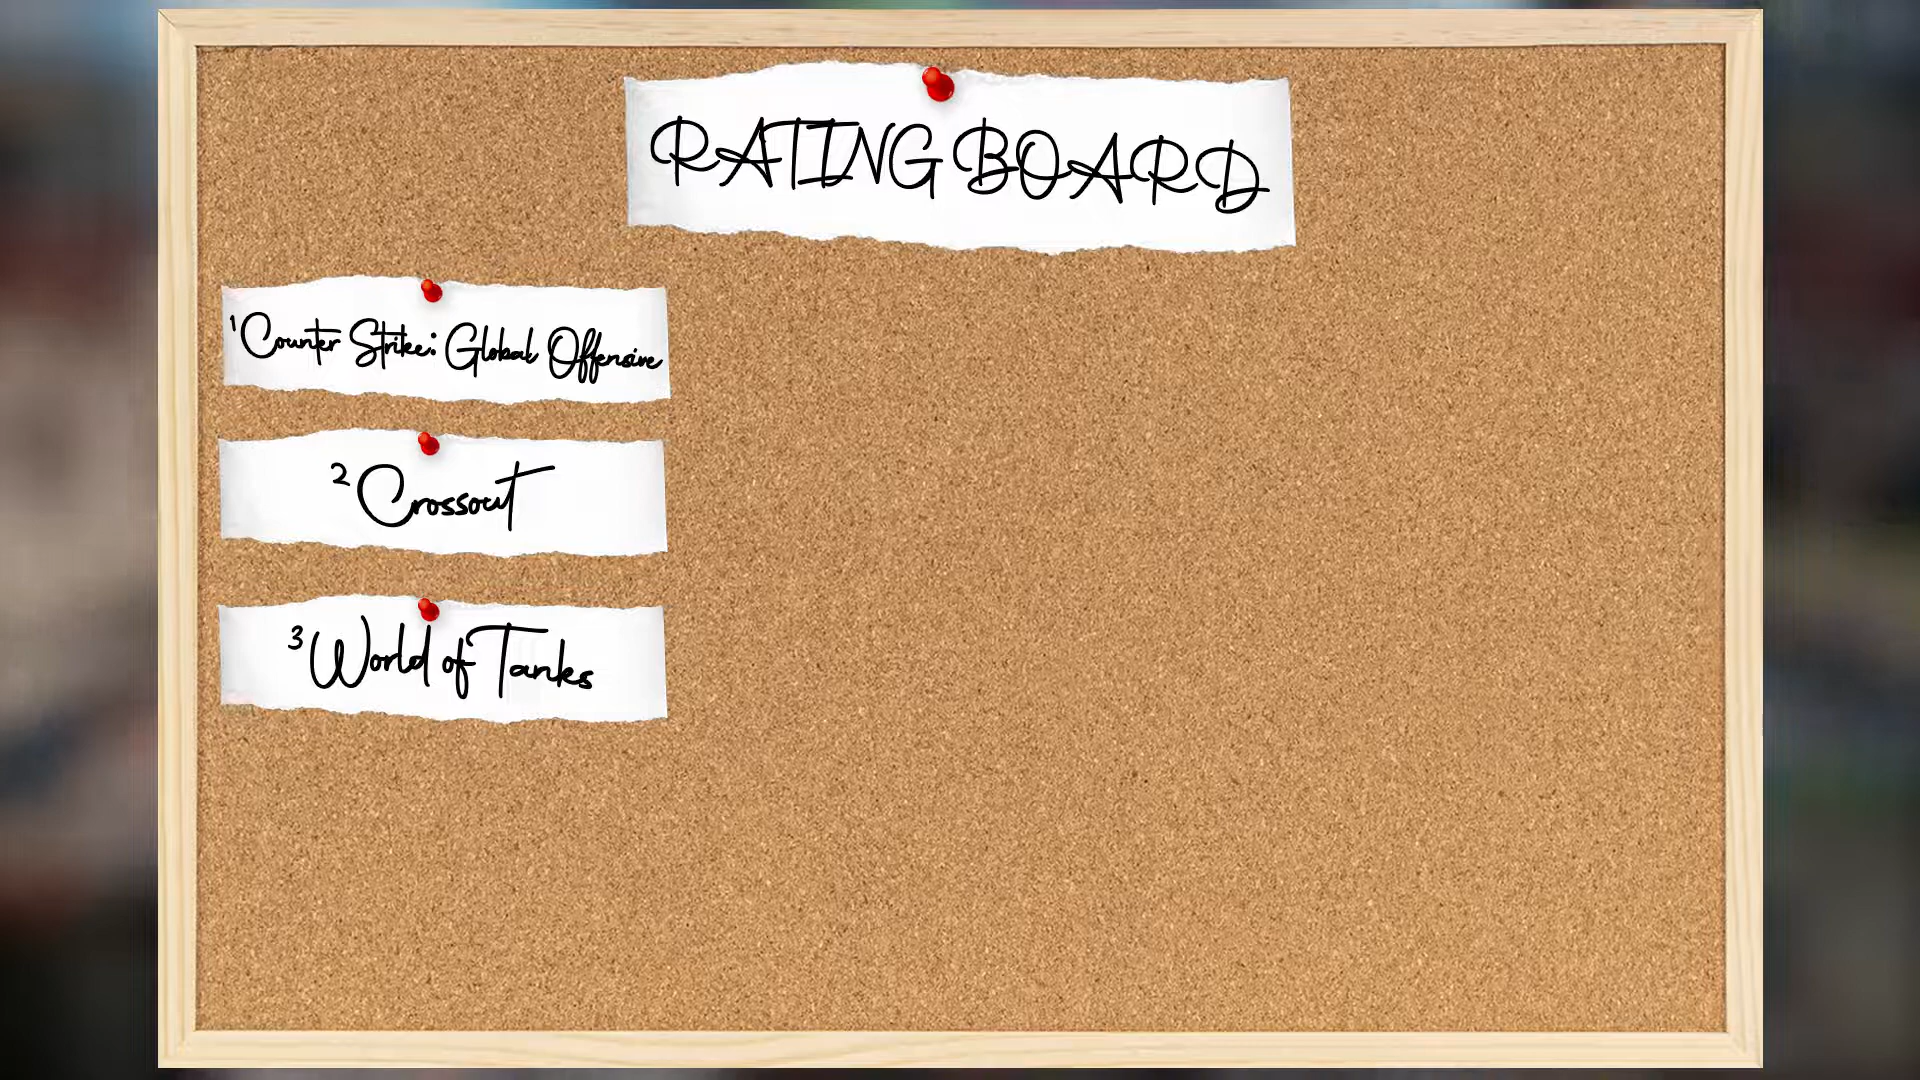 RATING BOARD
1 Counter Strike: Global Offensive
2 Crossout
3 World of Tanks